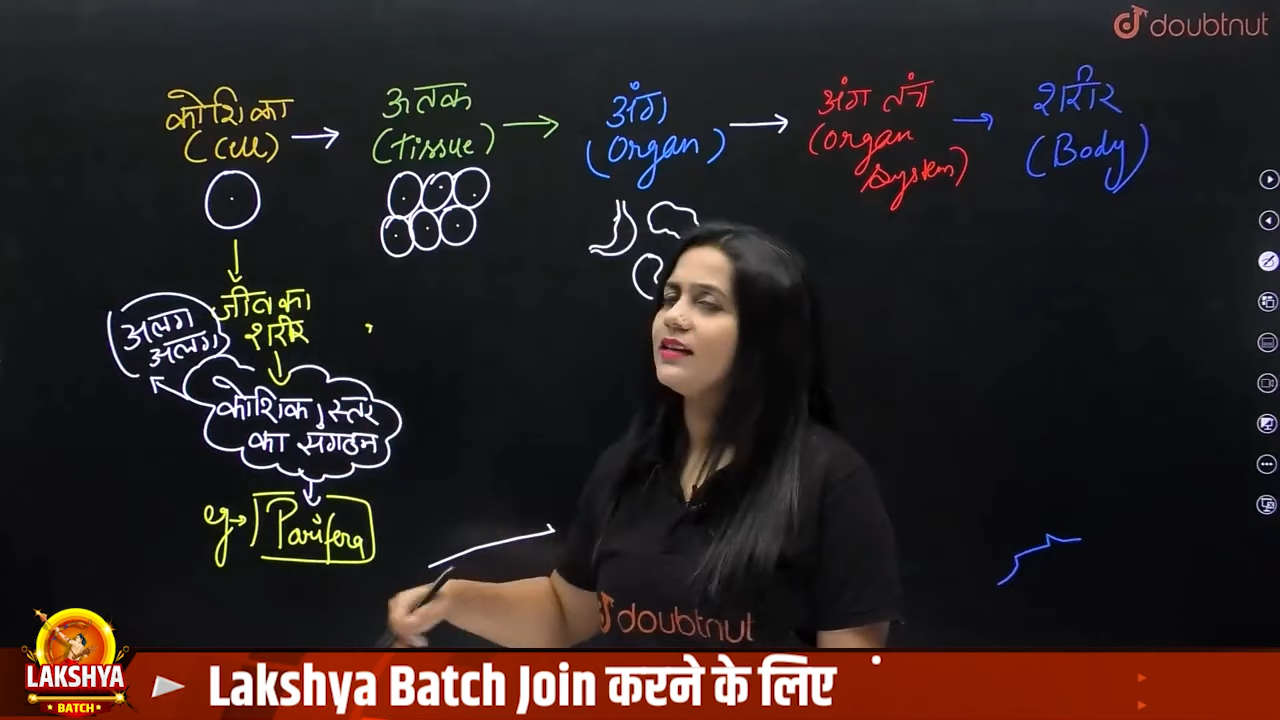 doubtnut
कोशिका
(Cell)
ऊतक
(tissue)
अंग
(Organ)
अंग तंत्र
(organ
system)
शरीर
(Body)
जीव का
शरीर
अलग
अलग
कोशिका स्तर
का संगठन
eg→
Porifera
doubtnut
LAKSHYA
BATCH
Lakshya Batch Join करने के लिए